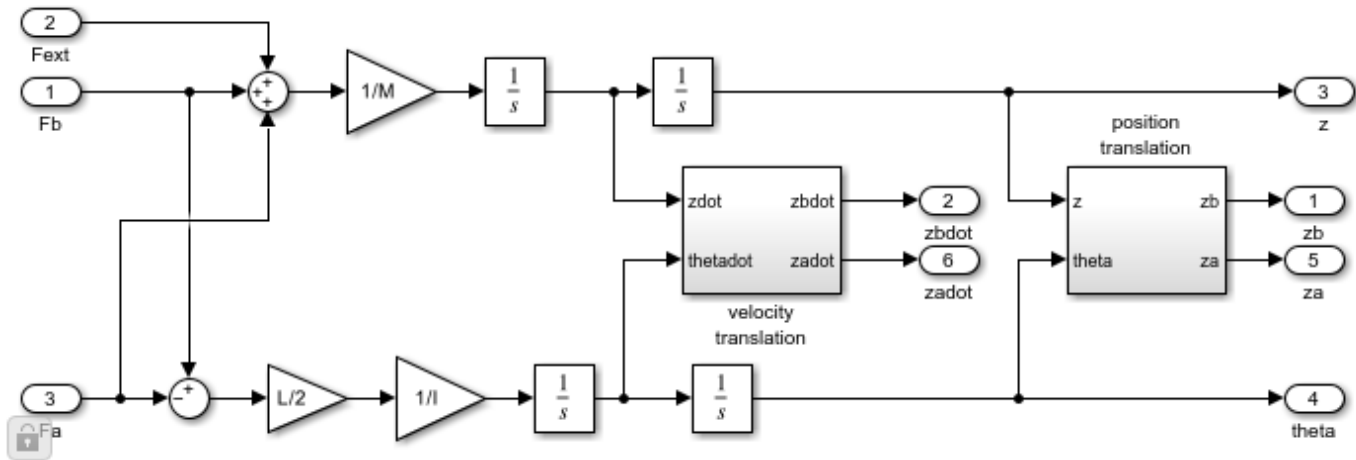 2
Fext
1
Fb
+
+
+
1/M
1
s
1
s
3
z
position
translation
zdot
zbdot
thetadot
zadot
2
zbdot
6
zadot
velocity
translation
z
zb
theta
za
1
zb
5
za
3
Fa
+
−
L/2
1/I
1
s
1
s
4
theta